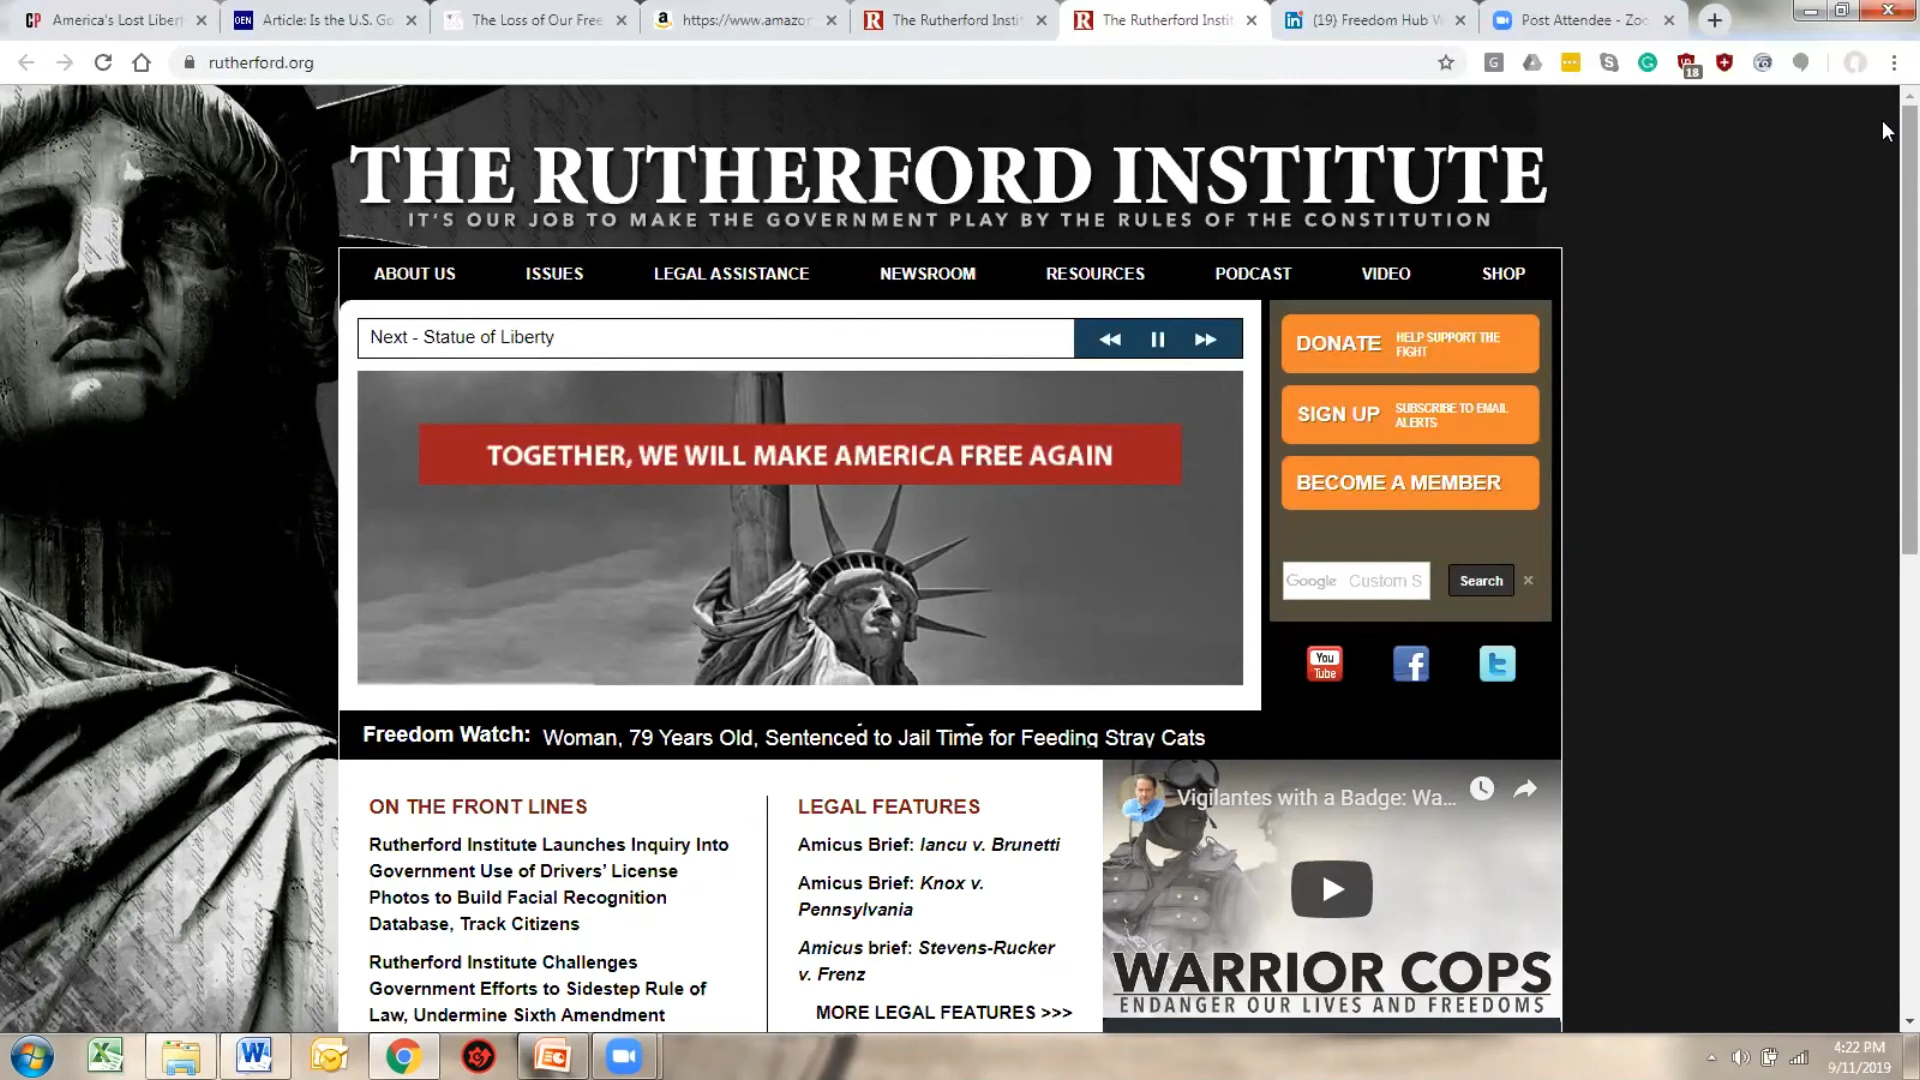 America's Lost Libert
Article: Is the U.S. Go
The Loss of Our Free
https://www.amazor
The Rutherford Instit
The Rutherford Instit
(19) Freedom Hub W
Post Attendee - Zoo
rutherford.org
18
THE RUTHERFORD INSTITUTE
IT'S OUR JOB TO MAKE THE GOVERNMENT PLAY BY THE RULES OF THE CONSTITUTION
ABOUT US ISSUES LEGAL ASSISTANCE NEWSROOM RESOURCES PODCAST VIDEO SHOP
Next - Statue of Liberty
TOGETHER, WE WILL MAKE AMERICA FREE AGAIN
DONATE HELP SUPPORT THE
FIGHT
SIGN UP SUBSCRIBE TO EMAIL
ALERTS
BECOME A MEMBER
Google Custom S Search
You
Tube
Freedom Watch: Woman, 79 Years Old, Sentenced to Jail Time for Feeding Stray Cats
ON THE FRONT LINES
Rutherford Institute Launches Inquiry Into
Government Use of Drivers' License
Photos to Build Facial Recognition
Database, Track Citizens
Rutherford Institute Challenges
Government Efforts to Sidestep Rule of
Law, Undermine Sixth Amendment
LEGAL FEATURES
Amicus Brief: Iancu v. Brunetti
Amicus Brief: Knox v.
Pennsylvania
Amicus brief: Stevens-Rucker
v. Frenz
MORE LEGAL FEATURES >>>
Vigilantes with a Badge: Wa...
WARRIOR COPS
ENDANGER OUR LIVES AND FREEDOMS
4:22 PM
9/11/2019